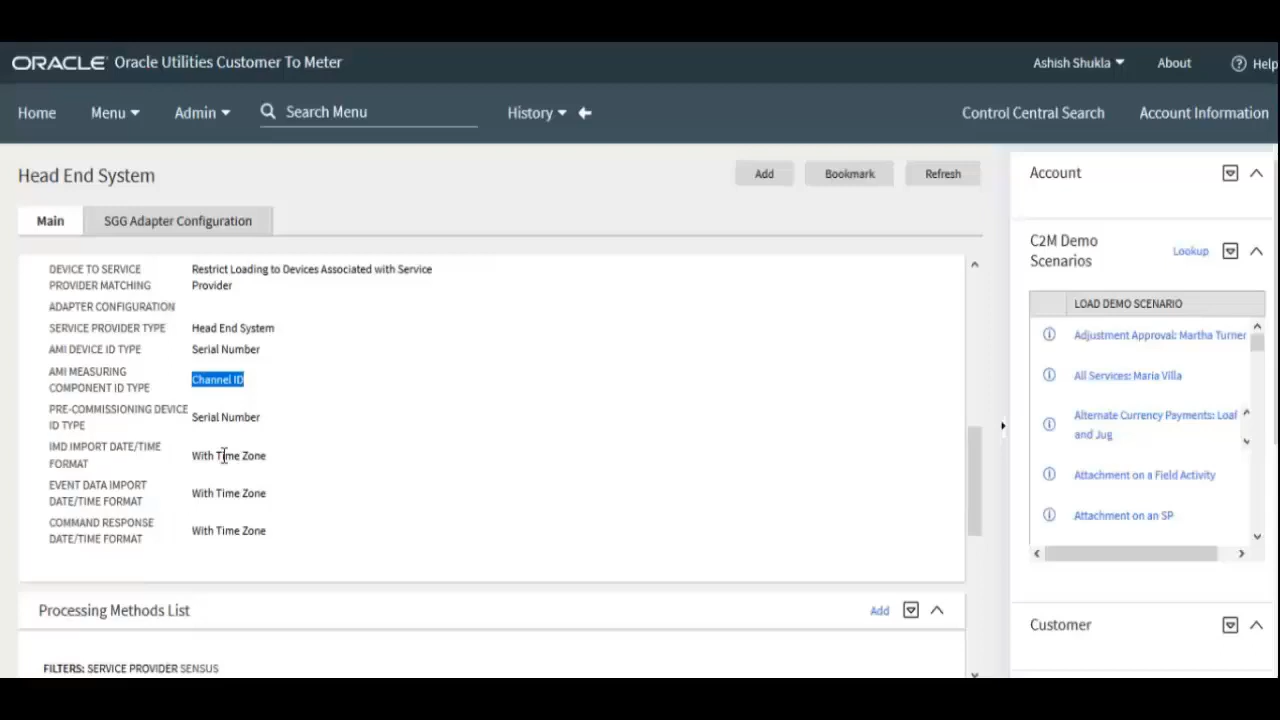 ORACLE Oracle Utilities Customer To Meter Ashish Shukla About Help
Home Menu Admin Search Menu History Control Central Search Account Information
Head End System Add Bookmark Refresh
Main SGG Adapter Configuration
DEVICE TO SERVICE Restrict Loading to Devices Associated with Service
PROVIDER MATCHING Provider
ADAPTER CONFIGURATION
SERVICE PROVIDER TYPE Head End System
AMI DEVICE ID TYPE Serial Number
AMI MEASURING
COMPONENT ID TYPE Channel ID
PRE-COMMISSIONING DEVICE
ID TYPE Serial Number
IMD IMPORT DATE/TIME
FORMAT With Time Zone
EVENT DATA IMPORT
DATE/TIME FORMAT With Time Zone
COMMAND RESPONSE
DATE/TIME FORMAT With Time Zone
Processing Methods List Add
FILTERS: SERVICE PROVIDER SENSUS
Account
C2M Demo
Scenarios Lookup
LOAD DEMO SCENARIO
Adjustment Approval: Martha Turner
All Services: Maria Villa
Alternate Currency Payments: Loaf
and Jug
Attachment on a Field Activity
Attachment on an SP
Customer